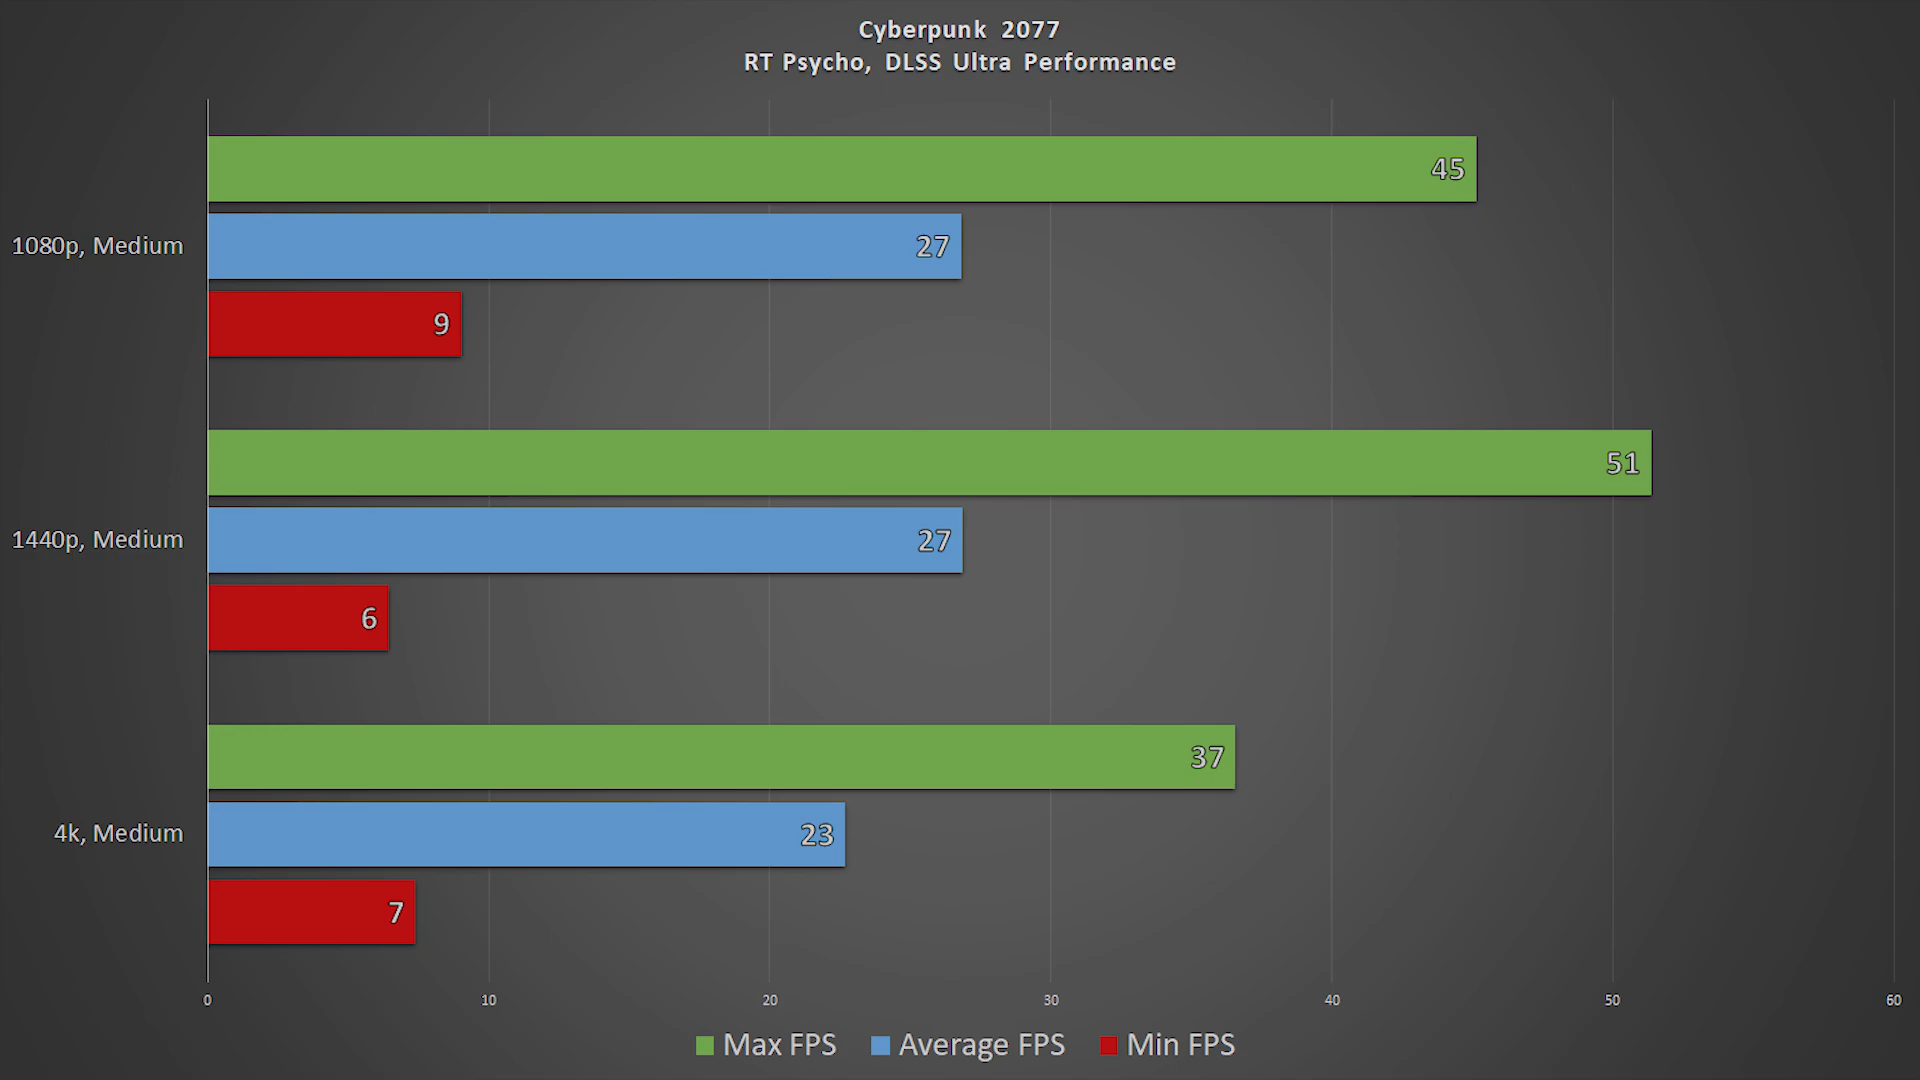 Cyberpunk 2077
RT Psycho, DLSS Ultra Performance
1080p, Medium
45
27
9
1440p, Medium
51
27
6
4k, Medium
37
23
7
0 10 20 30 40 50 60
Max FPS Average FPS Min FPS